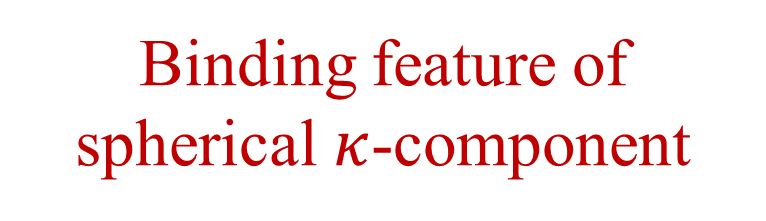 Binding feature of
spherical κ-component